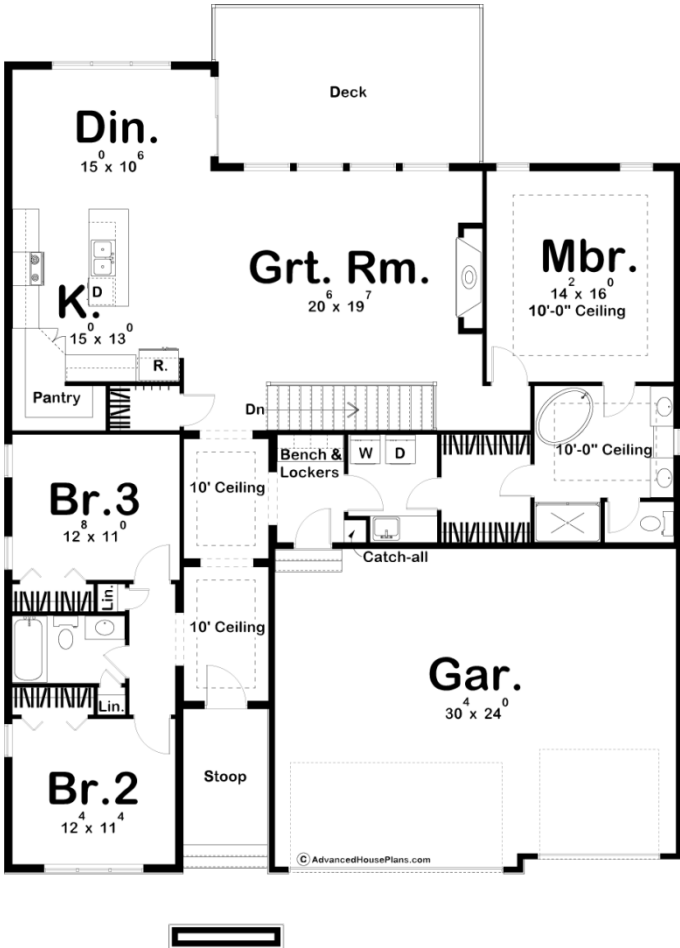 Deck
Din.
15⁰ x 10⁶
Grt. Rm.
20⁶ x 19⁷
Mbr.
14² x 16⁰
10'-0" Ceiling
D
K.
15⁰ x 13⁰
R.
Pantry
Dn
Bench &
Lockers
W
D
10'-0" Ceiling
10' Ceiling
Br.3
12⁸ x 11⁰
Catch-all
Lin.
10' Ceiling
Gar.
30⁴ x 24⁰
Lin.
Stoop
Br.2
12⁴ x 11⁴
© AdvancedHousePlans.com